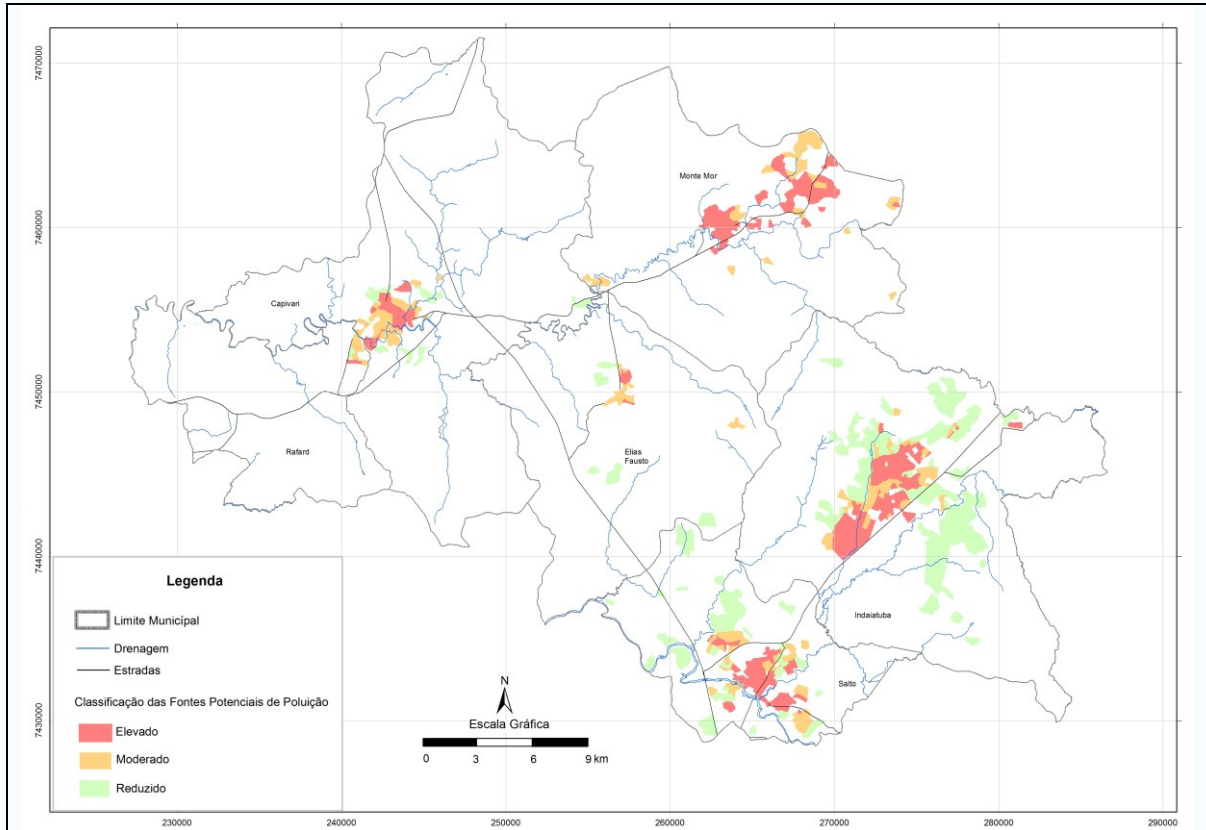 7470000
7460000
7450000
7440000
7430000
Monte Mor
Capivari
Rafard
Elias
Fausto
Indaiatuba
Salto
Legenda
Limite Municípal
Drenagem
Estradas
Classificação das Fontes Potenciais de Poluição
Elevado
Moderado
Reduzido
N
Escala Gráfica
0 3 6 9 km
230000 240000 250000 260000 270000 280000 290000